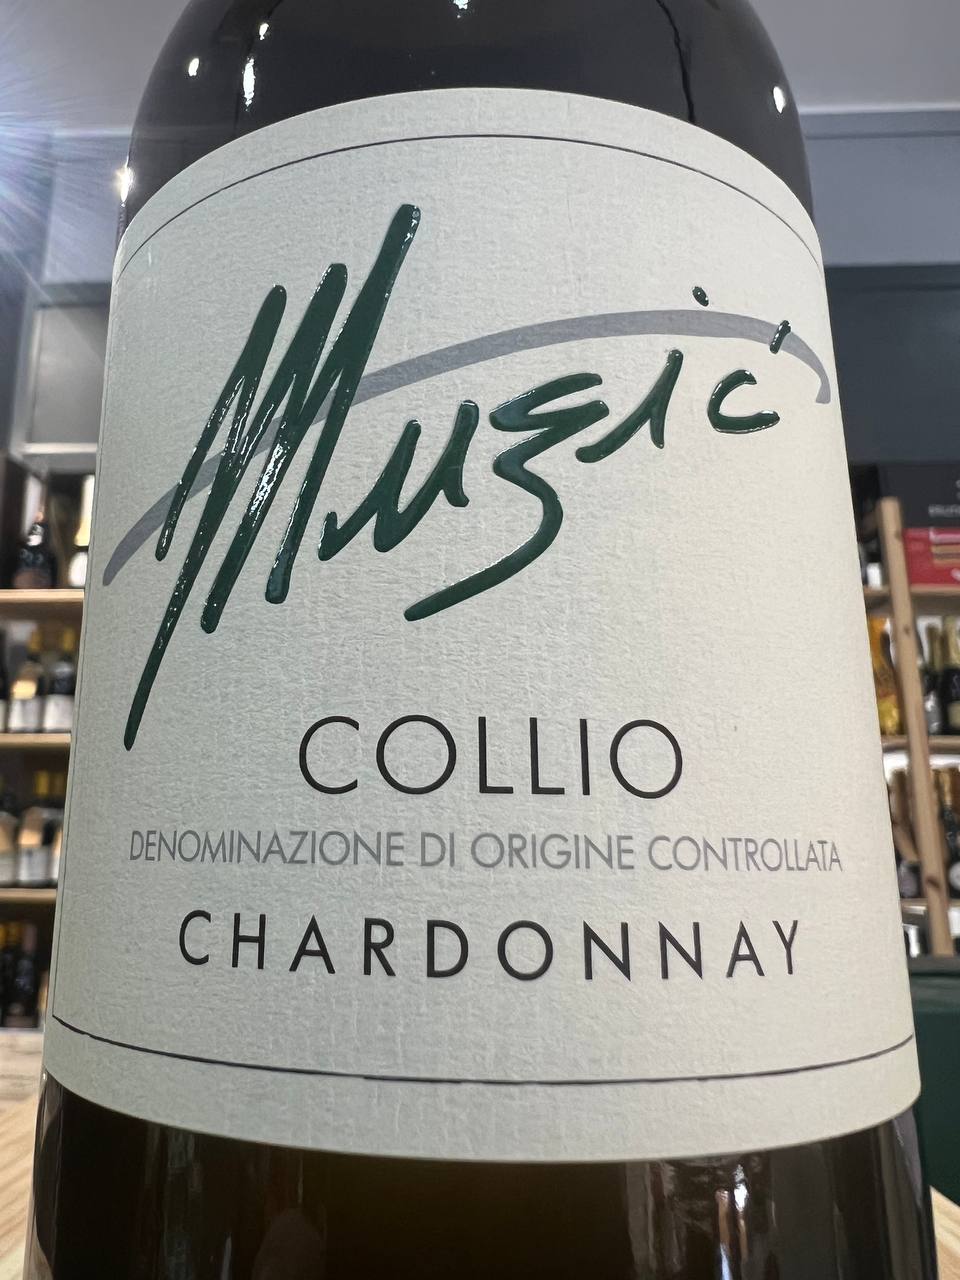 Muzic
COLLIO
DENOMINAZIONE DI ORIGINE CONTROLLATA
CHARDONNAY